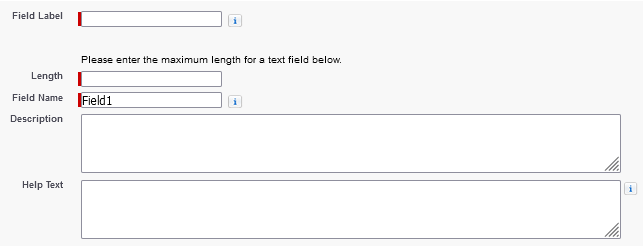 Field Label
i
Please enter the maximum length for a text field below.
Length
Field Name Field1 i
Description
Help Text i